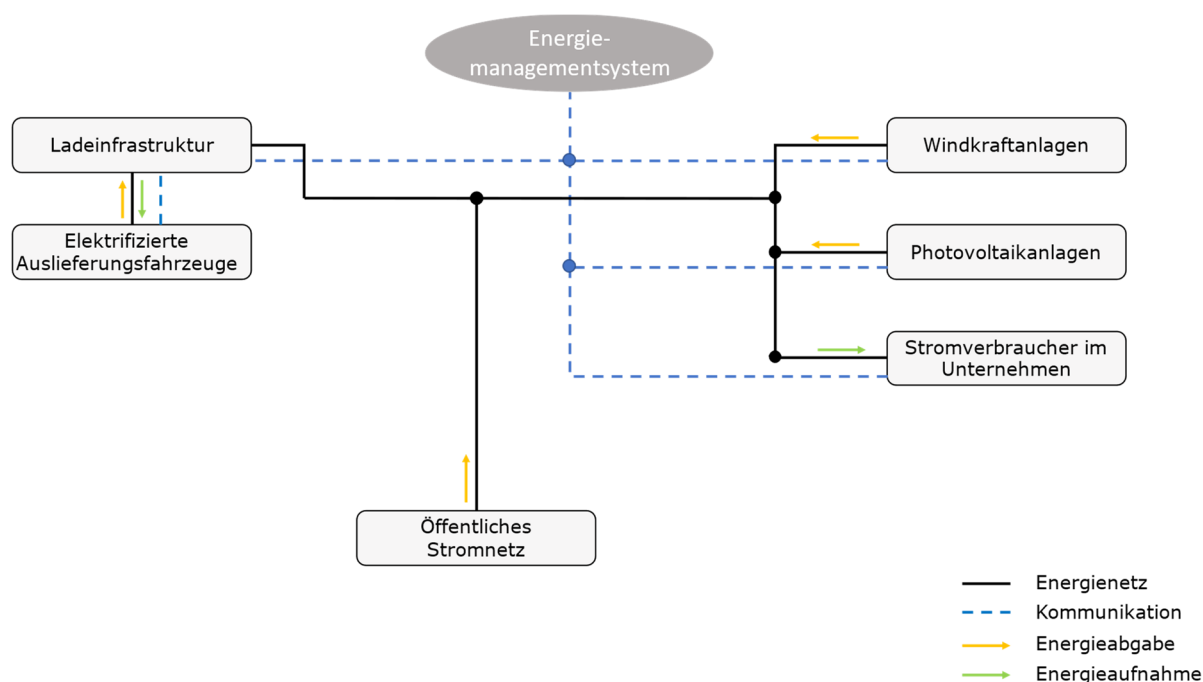 Energie-
managementsystem
Ladeinfrastruktur
Windkraftanlagen
Elektrifizierte
Auslieferungsfahrzeuge
Photovoltaikanlagen
Stromverbraucher im
Unternehmen
Öffentliches
Stromnetz
Energienetz
Kommunikation
Energieabgabe
Energieaufnahme